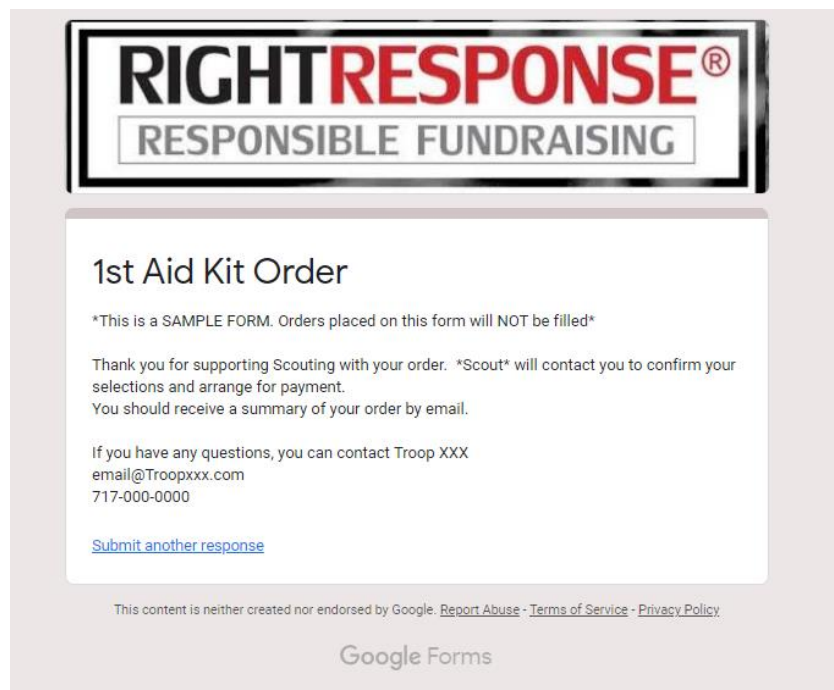 RIGHTRESPONSE®
RESPONSIBLE FUNDRAISING
1st Aid Kit Order
*This is a SAMPLE FORM. Orders placed on this form will NOT be filled*
Thank you for supporting Scouting with your order.  *Scout* will contact you to confirm your
selections and arrange for payment.
You should receive a summary of your order by email.
If you have any questions, you can contact Troop XXX
email@Troopxxx.com
717-000-0000
Submit another response
This content is neither created nor endorsed by Google. Report Abuse - Terms of Service - Privacy Policy
Google Forms